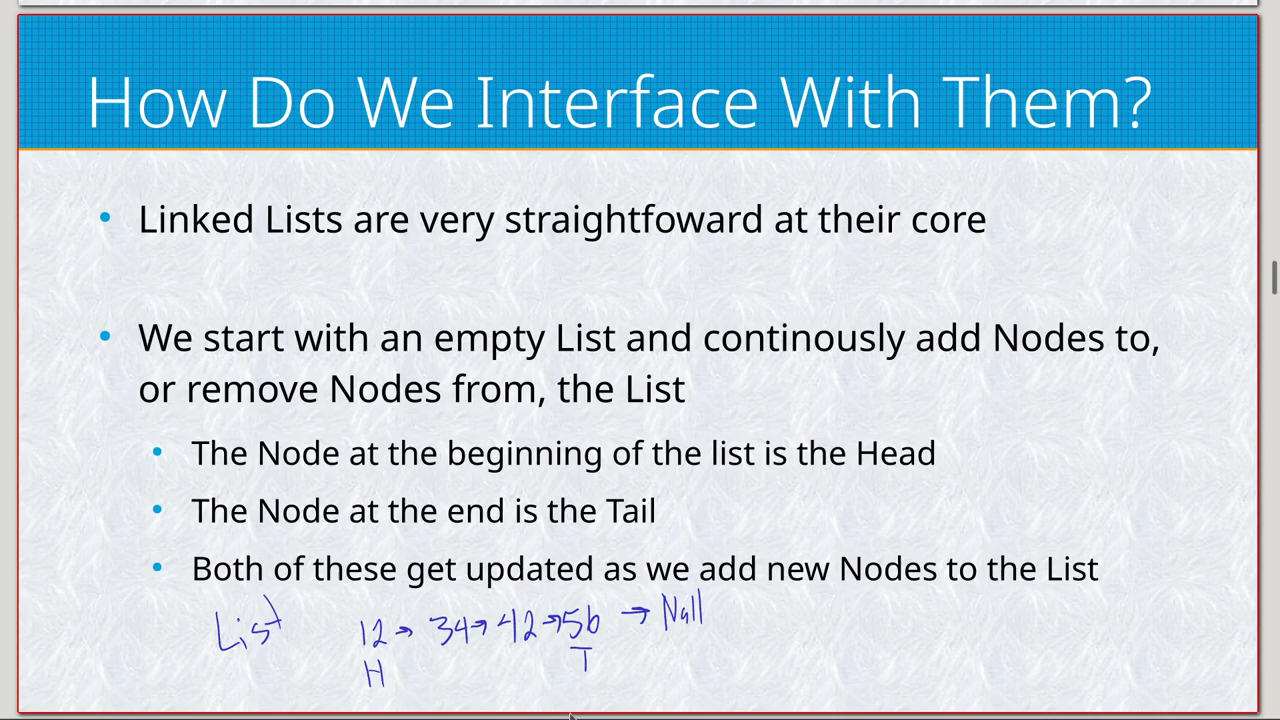 How Do We Interface With Them?
• Linked Lists are very straightfoward at their core
• We start with an empty List and continously add Nodes to,
or remove Nodes from, the List
• The Node at the beginning of the list is the Head
• The Node at the end is the Tail
• Both of these get updated as we add new Nodes to the List
List 12 → 34 → 42 → 56 → Null
H T